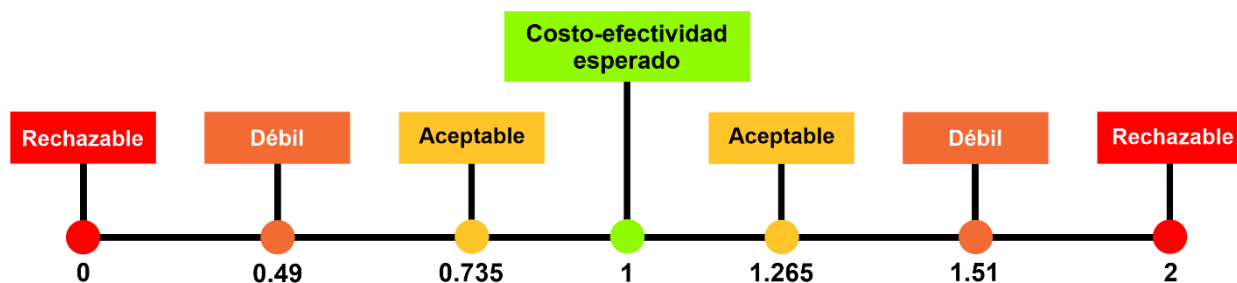 Costo-efectividad
esperado
Rechazable
Débil
Aceptable
Aceptable
Débil
Rechazable
0
0.49
0.735
1
1.265
1.51
2